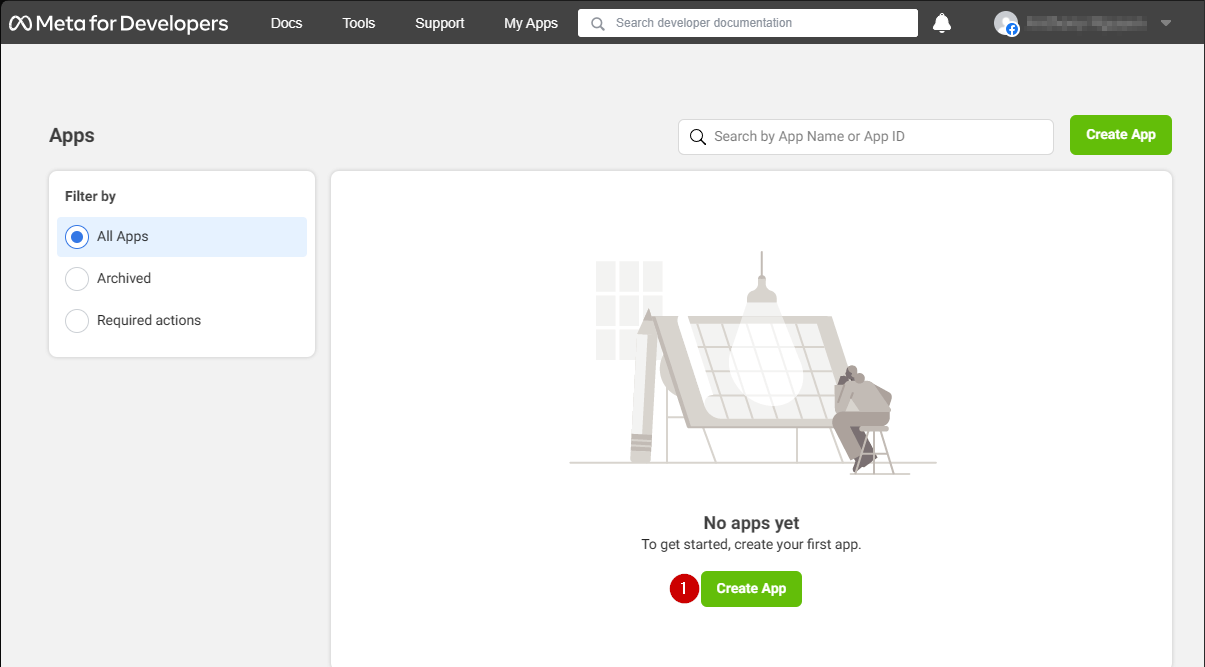 Meta for Developers Docs Tools Support My Apps Search developer documentation
Apps Search by App Name or App ID Create App
Filter by
All Apps
Archived
Required actions
No apps yet
To get started, create your first app.
1 Create App